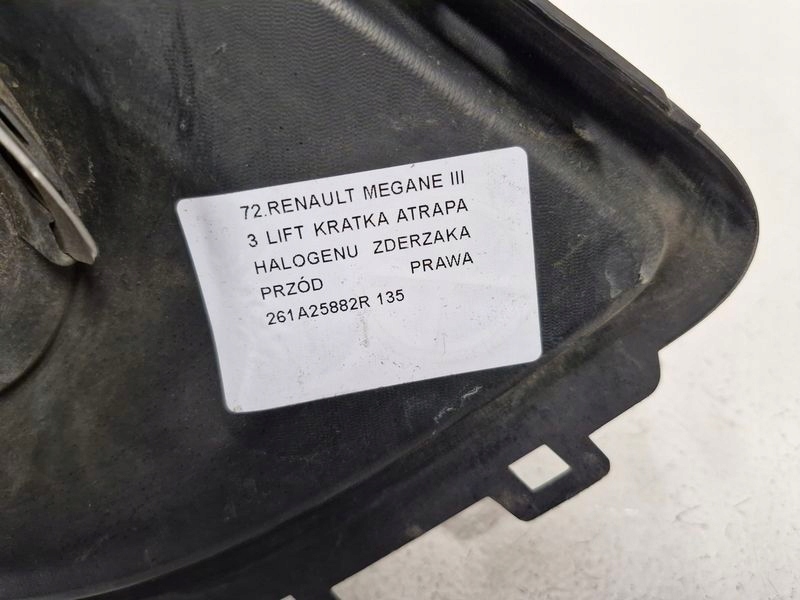 72.RENAULT MEGANE III
3 LIFT KRATKA ATRAPA
HALOGENU ZDERZAKA
PRZÓD PRAWA
261A25882R 135